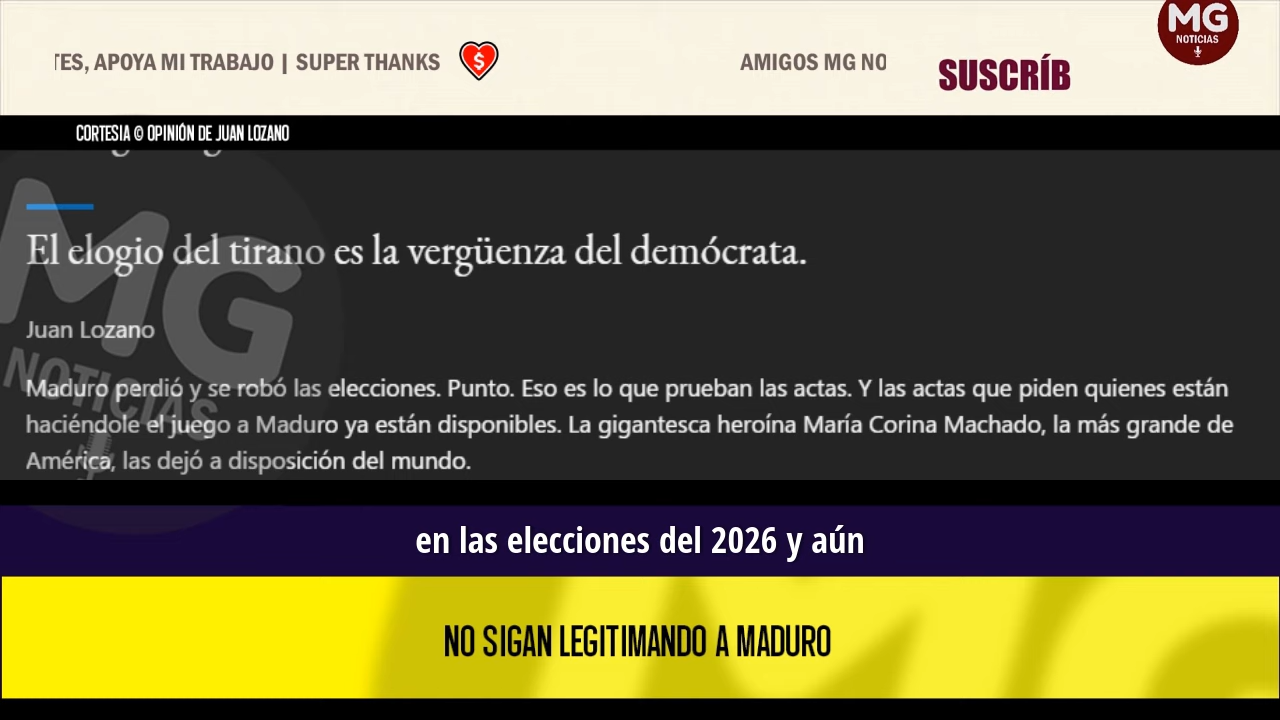 TES, APOYA MI TRABAJO | SUPER THANKS
AMIGOS MG NO
SUSCRÍB
MG
NOTICIAS
CORTESIA © OPINIÓN DE JUAN LOZANO
El elogio del tirano es la vergüenza del demócrata.
Juan Lozano
Maduro perdió y se robó las elecciones. Punto. Eso es lo que prueban las actas. Y las actas que piden quienes están
haciéndole el juego a Maduro ya están disponibles. La gigantesca heroína María Corina Machado, la más grande de
América, las dejó a disposición del mundo.
MG
NOTICIAS
en las elecciones del 2026 y aún
NO SIGAN LEGITIMANDO A MADURO